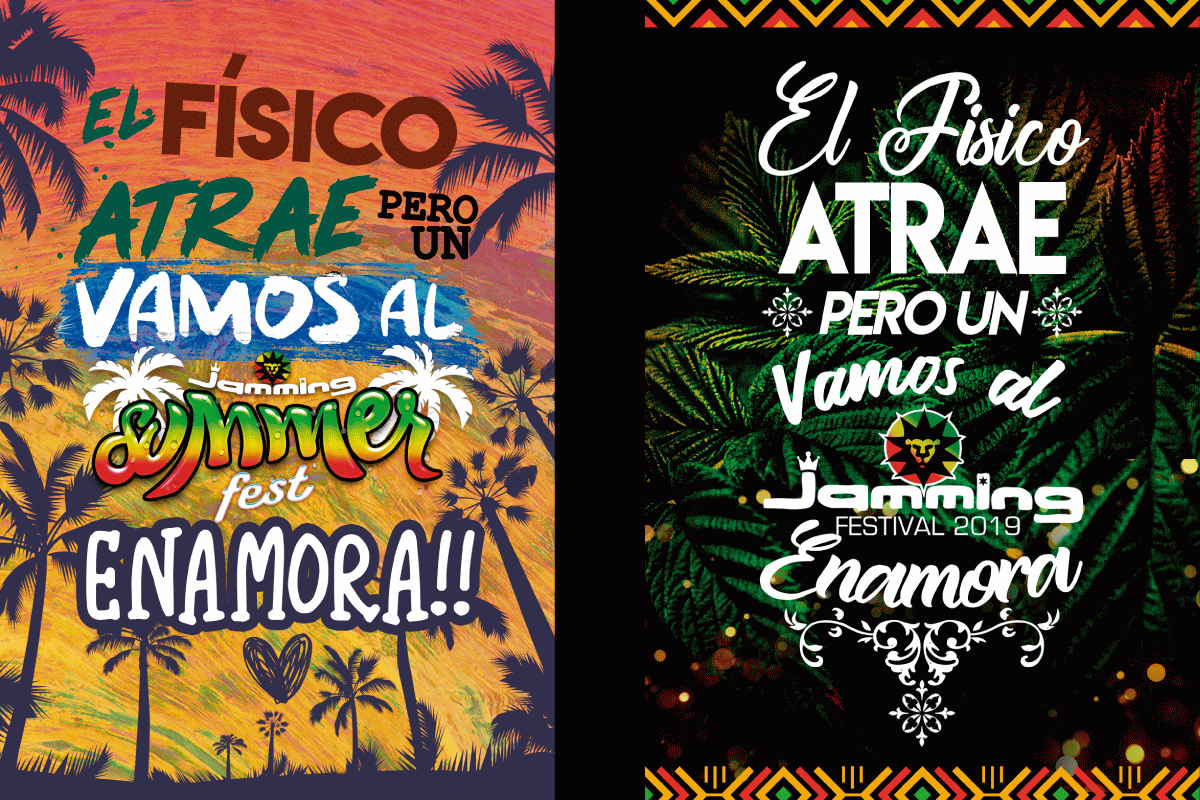 EL FÍSICO
ATRAE PERO
UN
VAMOS AL
Jamming
Summer
fest
ENAMORA!!
El Físico
ATRAE
PERO UN
Vamos al
Jamming
FESTIVAL 2019
Enamora